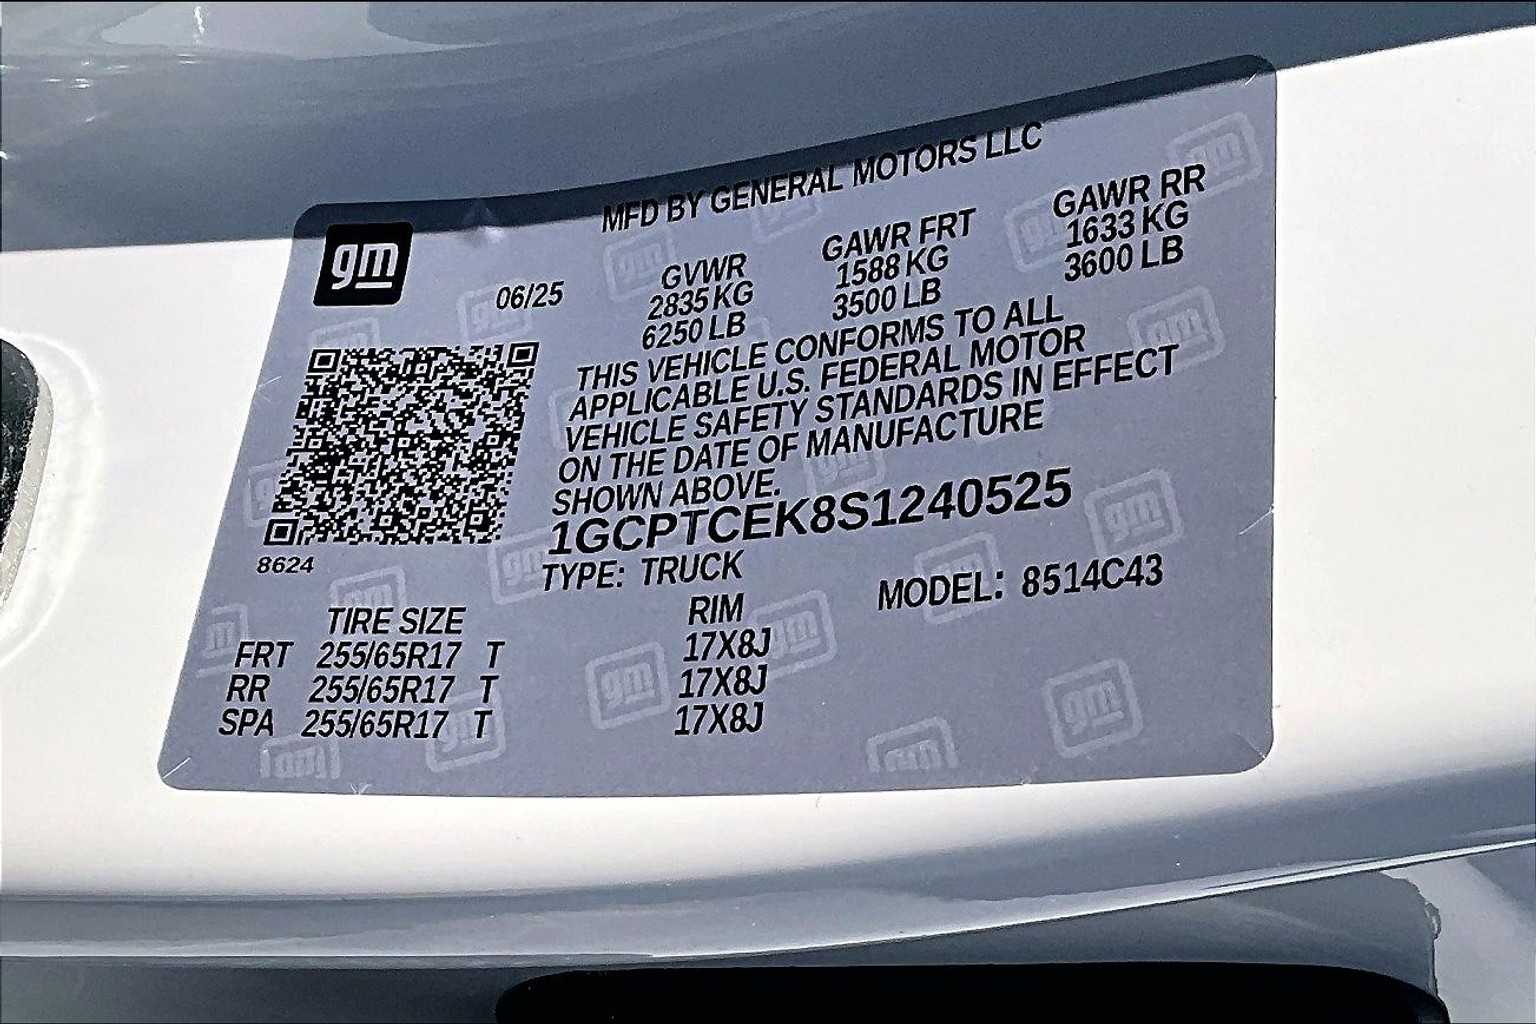 MFD BY GENERAL MOTORS LLC
gm
06/25
GVWR GAWR FRT GAWR RR
2835 KG 1588 KG 1633 KG
6250 LB 3500 LB 3600 LB
THIS VEHICLE CONFORMS TO ALL
APPLICABLE U.S. FEDERAL MOTOR
VEHICLE SAFETY STANDARDS IN EFFECT
ON THE DATE OF MANUFACTURE
SHOWN ABOVE.
1GCPTCEK8S1240525
8624
TYPE: TRUCK MODEL: 8514C43
TIRE SIZE RIM
FRT 255/65R17 T 17X8J
RR 255/65R17 T 17X8J
SPA 255/65R17 T 17X8J